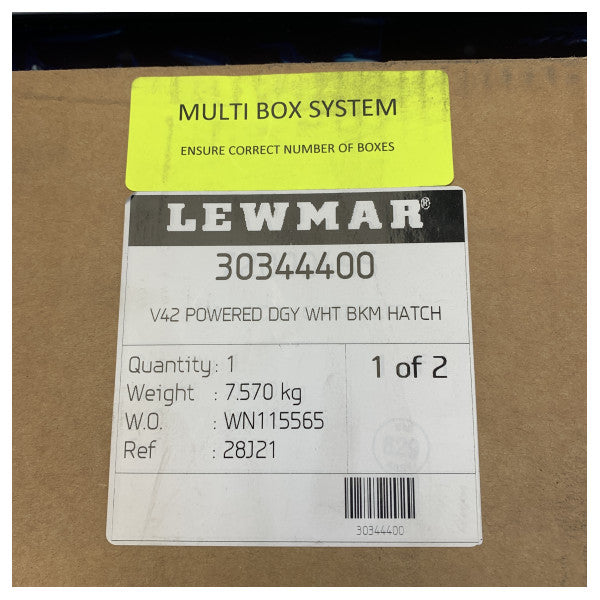 MULTI BOX SYSTEM
ENSURE CORRECT NUMBER OF BOXES
LEWMAR®
30344400
V42 POWERED DGY WHT BKM HATCH
Quantity : 1
1 of 2
Weight : 7.570 kg
W.O. : WN115565
Ref : 28J21
30344400